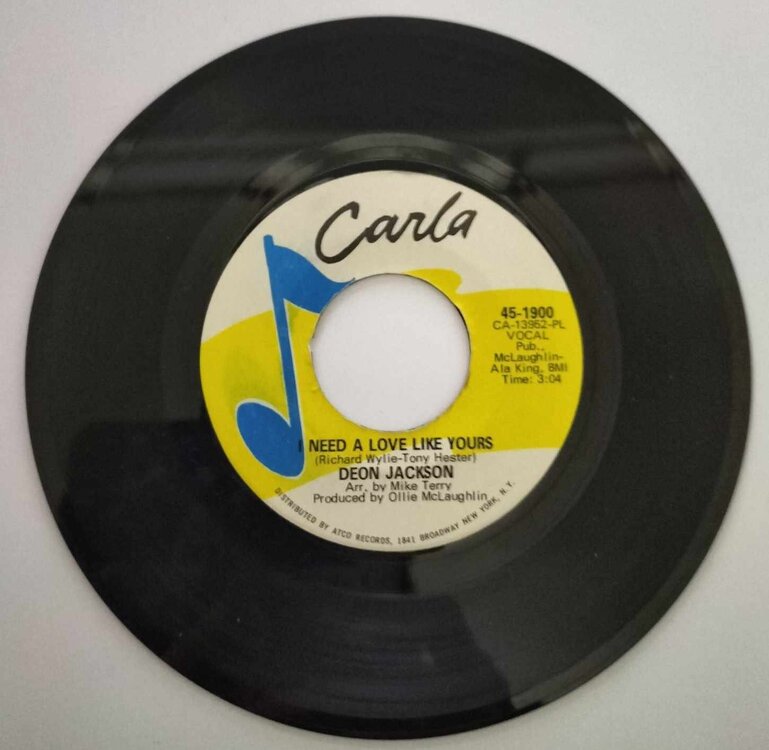 Carla
45-1900
CA-13952-PL
VOCAL
Pub.,
McLaughlin-
Ala King, BMI
Time: 3:04
I NEED A LOVE LIKE YOURS
(Richard Wylie-Tony Hester)
DEON JACKSON
Arr. by Mike Terry
Produced by Ollie McLaughlin
DISTRIBUTED BY ATCO RECORDS, 1841 BROADWAY NEW YORK, N.Y.